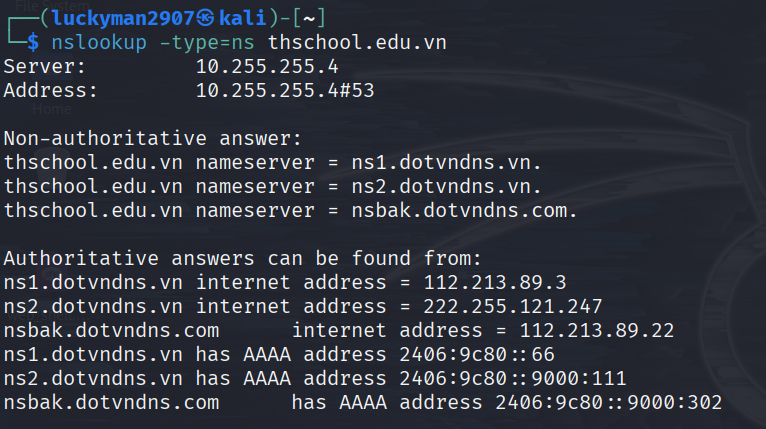 File System
┌──(luckyman2907㉿kali)-[~]
└─$ nslookup -type=ns thschool.edu.vn
Server:         10.255.255.4
Address:        10.255.255.4#53
Home
Non-authoritative answer:
thschool.edu.vn nameserver = ns1.dotvndns.vn.
thschool.edu.vn nameserver = ns2.dotvndns.vn.
thschool.edu.vn nameserver = nsbak.dotvndns.com.
Authoritative answers can be found from:
ns1.dotvndns.vn internet address = 112.213.89.3
ns2.dotvndns.vn internet address = 222.255.121.247
nsbak.dotvndns.com      internet address = 112.213.89.22
ns1.dotvndns.vn has AAAA address 2406:9c80::66
ns2.dotvndns.vn has AAAA address 2406:9c80::9000:111
nsbak.dotvndns.com      has AAAA address 2406:9c80::9000:302